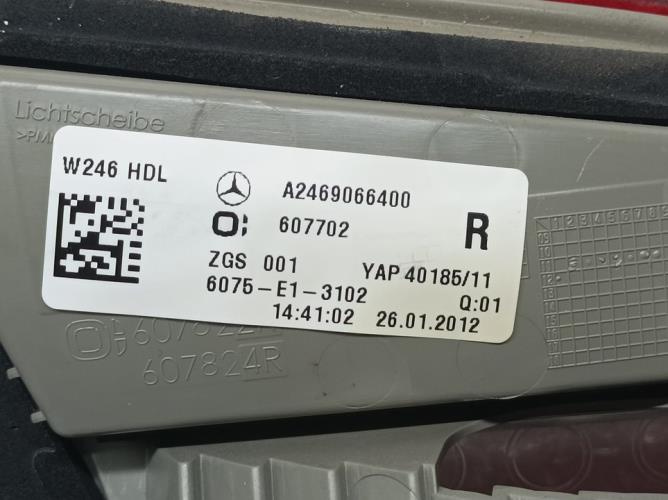 Lichtscheibe
>PM
W246 HDL
A2469066400
607702
R
ZGS 001
YAP 40185/11
6075-E1-3102
Q:01
14:41:02 26.01.2012
607824R